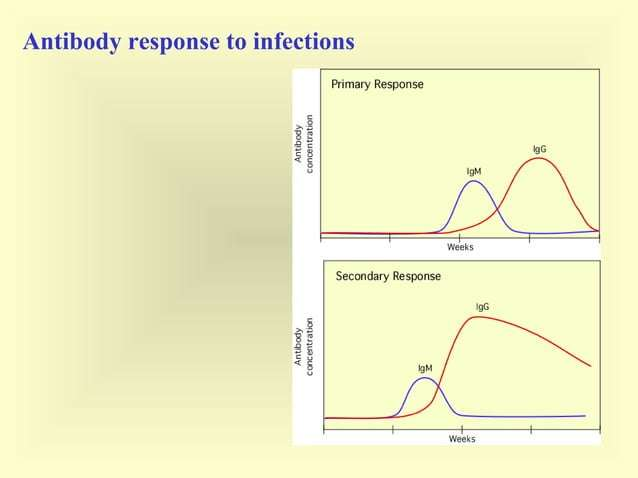 Antibody response to infections
Primary Response
Antibody
concentration
IgM
IgG
Weeks
Secondary Response
Antibody
concentration
IgM
IgG
Weeks